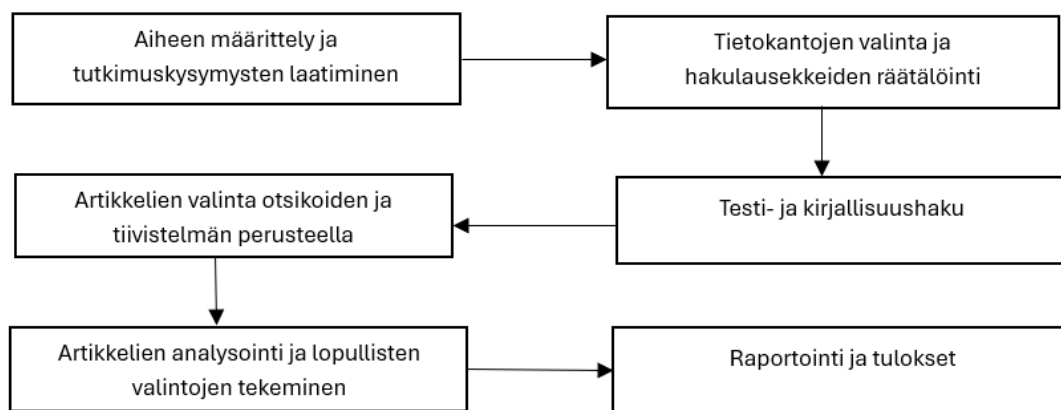 Aiheen määrittely ja
tutkimuskysymysten laatiminen
Tietokantojen valinta ja
hakulausekkeiden räätälöinti
Testi- ja kirjallisuushaku
Artikkelien valinta otsikoiden ja
tiivistelmän perusteella
Artikkelien analysointi ja lopullisten
valintojen tekeminen
Raportointi ja tulokset